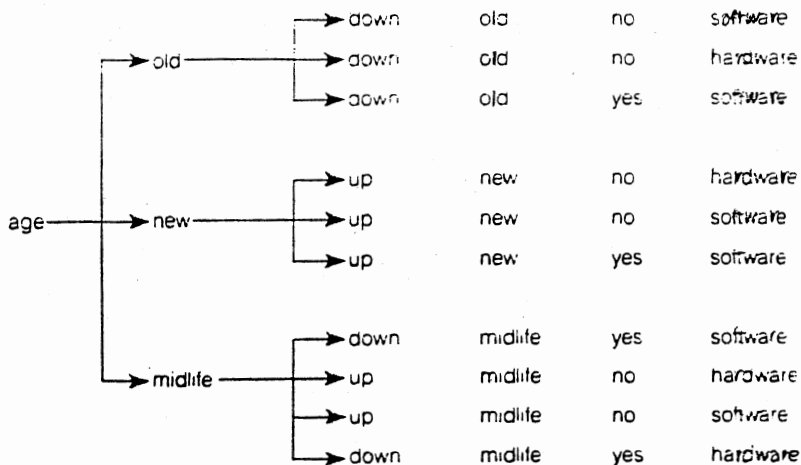 down old no software
old down old no hardware
down old yes software
up new no hardware
age new up new no software
up new yes software
down midlife yes software
midlife up midlife no hardware
up midlife no software
down midlife yes hardware